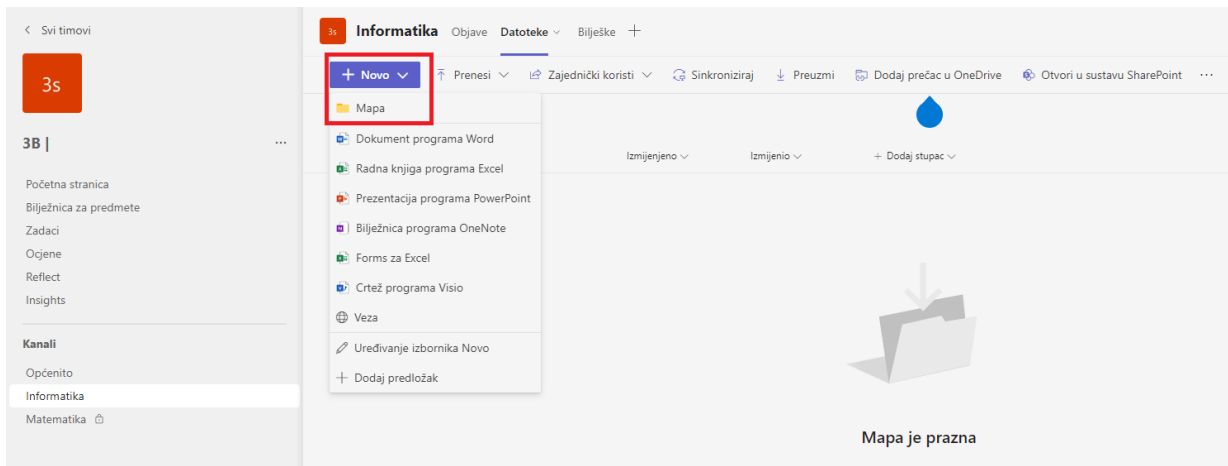 Svi timovi
3s
3B |
...
Početna stranica
Bilježnica za predmete
Zadaci
Ocjene
Reflect
Insights
Kanali
Općenito
Informatika
Matematika
3s Informatika Objave Datoteke Bilješke +
+ Novo Prenesi Zajednički koristi Sinkroniziraj Preuzmi Dodaj prečac u OneDrive Otvori u sustavu SharePoint ...
Mapa
Dokument programa Word
Radna knjiga programa Excel
Prezentacija programa PowerPoint
Bilježnica programa OneNote
Forms za Excel
Crtež programa Visio
Veza
Uređivanje izbornika Novo
+ Dodaj predložak
Izmijenjeno Izmijenio + Dodaj stupac
Mapa je prazna